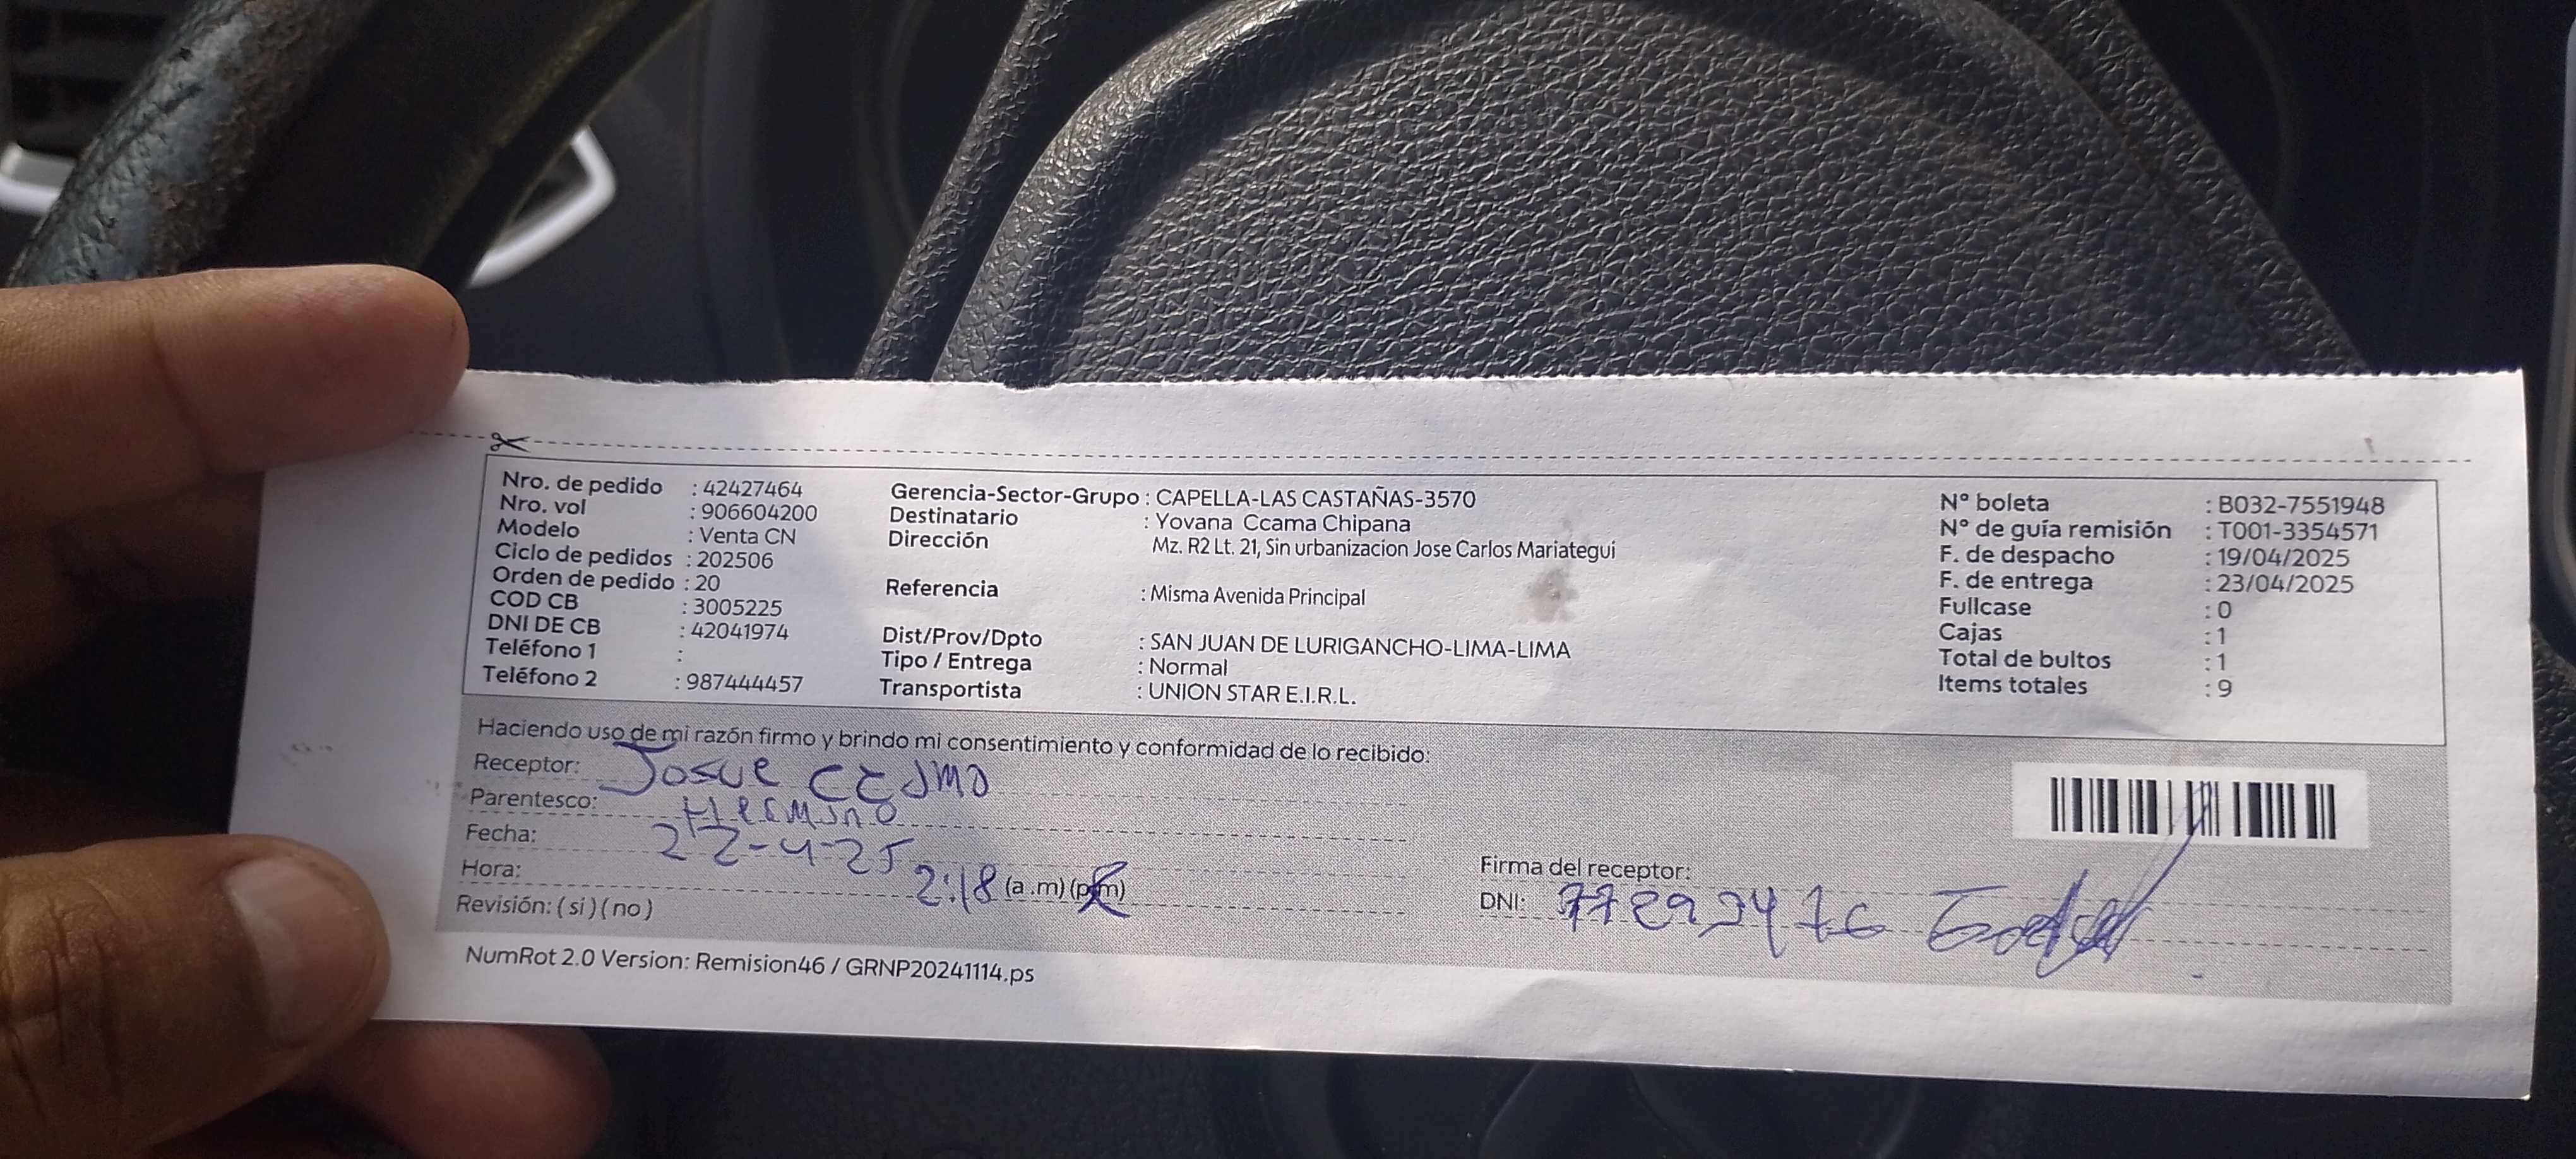 Nro. de pedido : 42427464
Nro. vol : 906604200
Modelo : Venta CN
Ciclo de pedidos : 202506
Orden de pedido : 20
COD CB : 3005225
DNI DE CB : 42041974
Teléfono 1 :
Teléfono 2 : 987444457
Gerencia-Sector-Grupo : CAPELLA-LAS CASTAÑAS-3570
Destinatario : Yovana Ccama Chipana
Dirección Mz. R2 Lt. 21, Sin urbanizacion Jose Carlos Mariategui
Referencia : Misma Avenida Principal
Dist/Prov/Dpto : SAN JUAN DE LURIGANCHO-LIMA-LIMA
Tipo / Entrega : Normal
Transportista : UNION STAR E.I.R.L.
N° boleta : B032-7551948
N° de guía remisión : T001-3354571
F. de despacho : 19/04/2025
F. de entrega : 23/04/2025
Fullcase : 0
Cajas : 1
Total de bultos : 1
Items totales : 9
Haciendo uso de mi razón firmo y brindo mi consentimiento y conformidad de lo recibido:
Receptor: Josue CCama
Parentesco: Hermano
Fecha: 22-4-25
Hora: 2:18 (a .m) (p.m)
Revisión: ( si ) ( no )
Firma del receptor:
DNI:
NumRot 2.0 Version: Remision46 / GRNP20241114.ps